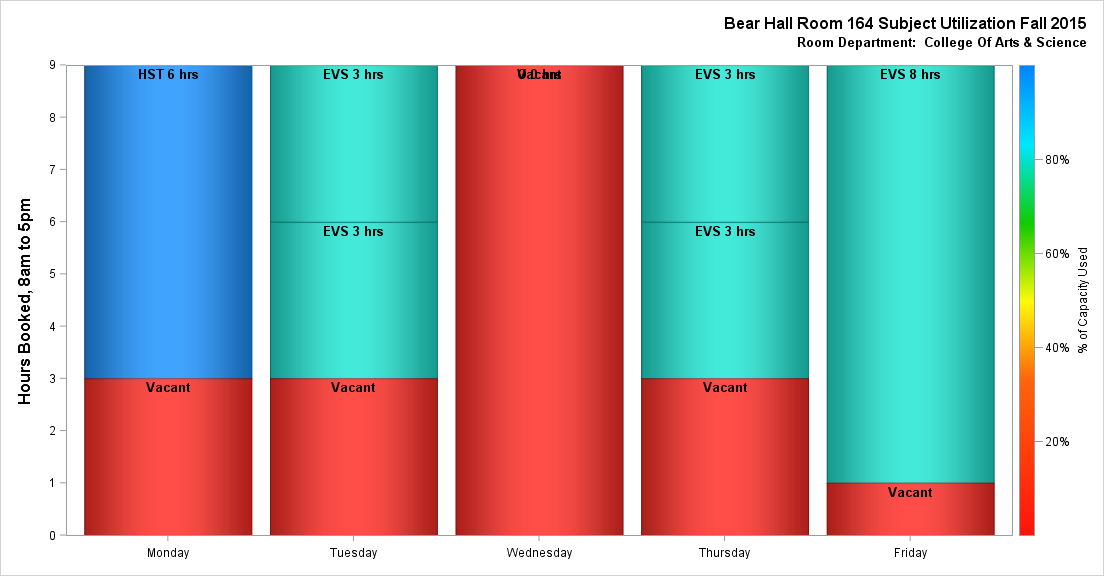 Bear Hall Room 164 Subject Utilization Fall 2015
Room Department: College Of Arts & Science
Hours Booked, 8am to 5pm
9
8
7
6
5
4
3
2
1
0
HST 6 hrs
Vacant
EVS 3 hrs
EVS 3 hrs
Vacant
Vacant
EVS 3 hrs
EVS 3 hrs
Vacant
EVS 8 hrs
Vacant
Monday
Tuesday
Wednesday
Thursday
Friday
80%
60%
40%
20%
% of Capacity Used